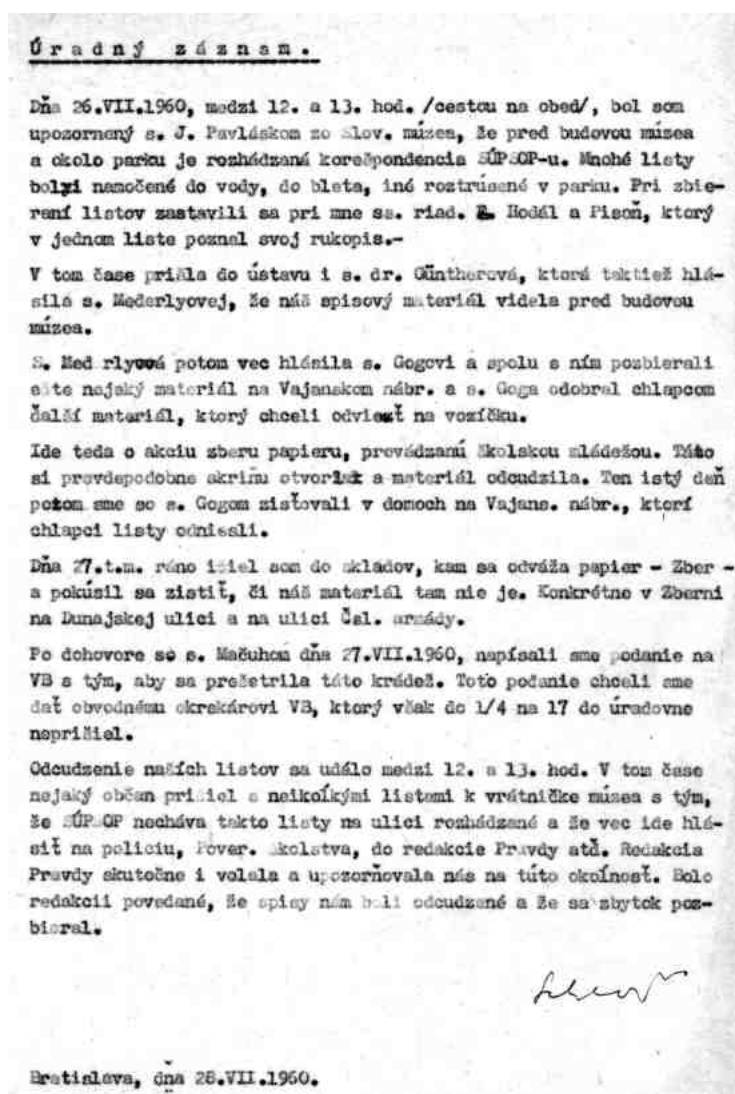 Úradný záznam.
Dňa 26.VII.1960, medzi 12. a 13. hod. /cestou na obed/, bol som
upozornený s. J. Pavláskom zo Slov. múzea, že pred budovou múzea
a okolo parku je rozhádzaná korešpondencia SÚPSOP-u. Mnohé listy
boli namočené do vody, do blata, iné roztrúsené v parku. Pri zbie-
raní listov zastavili sa pri mne ss. riad. Hodál a Pisoň, ktorý
v jednom liste poznal svoj rukopis.-
V tom čase prišla do ústavu i s. dr. Güntherová, ktorá taktiež hlá-
sila s. Mederlyovej, že náš spisový materiál videla pred budovou
múzea.
S. Mederlyová potom vec hlásila s. Gogovi a spolu s ním pozbierali
ešte nejaký materiál na Vajanskom nábr. a s. Goga odobral chlapcom
ďalší materiál, ktorý chceli odviesť na vozíčku.
Ide teda o akciu zberu papieru, prevádzanú školskou mládežou. Táto
si pravdepodobne skriňu otvorila a materiál odcudzila. Ten istý deň
potom sme so s. Gogom zisťovali v domoch na Vajans. nábr., ktorí
chlapci listy odniesli.
Dňa 27.t.m. ráno išiel som do skladov, kam sa odváža papier - Zber -
a pokúsil sa zistiť, či náš materiál tam nie je. Konkrétne v Zberni
na Dunajskej ulici a na ulici Čsl. armády.
Po dohovore so s. Mačuhom dňa 27.VII.1960, napísali sme podanie na
VB s tým, aby sa prešetrila táto krádež. Toto podanie chceli sme
dať obvodnému okrskárovi VB, ktorý však do 1/4 na 17 do úradovne
neprišiel.
Odcudzenie našich listov sa událo medzi 12. a 13. hod. V tom čase
nejaký občan prišiel s neikoľkými listami k vrátničke múzea s tým,
že SÚPSOP necháva takto listy na ulici rozhádzané a že vec ide hlá-
siť na políciu, Pover. školstva, do redakcie Pravdy atď. Redakcia
Pravdy skutočne i volala a upozorňovala nás na túto okolnosť. Bolo
redakcii povedané, že spisy nám boli odcudzené a že sa zbytok poz-
bieral.
Bratislava, dňa 28.VII.1960.